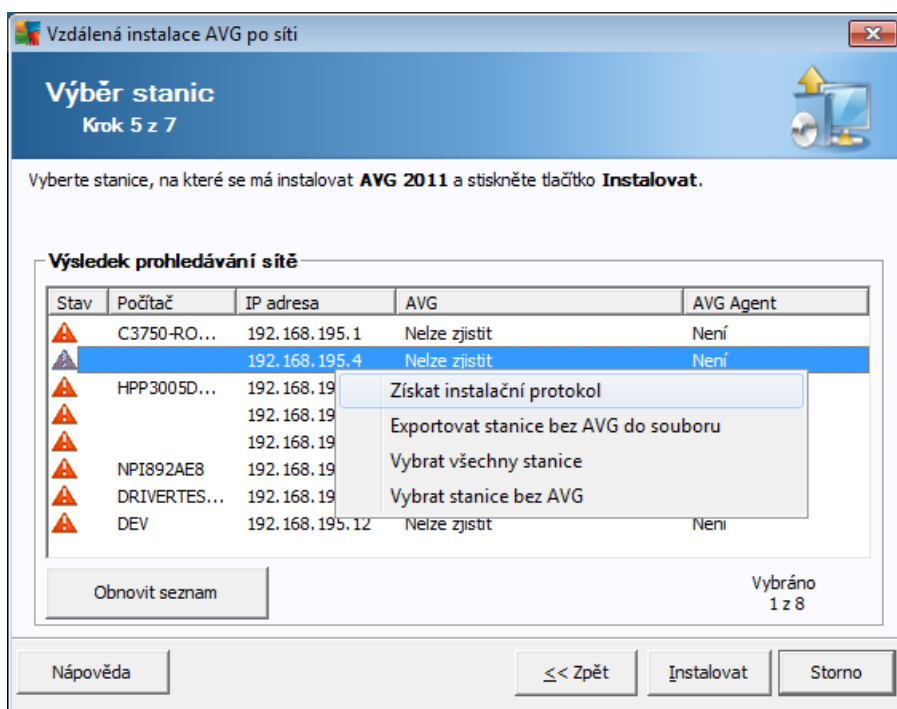 Vzdálená instalace AVG po síti
Výběr stanic
Krok 5 z 7
Vyberte stanice, na které se má instalovat AVG 2011 a stiskněte tlačítko Instalovat.
Výsledek prohledávání sítě
Stav Počítač IP adresa AVG AVG Agent
C3750-RO... 192.168.195.1 Nelze zjistit Není
192.168.195.4 Nelze zjistit Není
HPP3005D... 192.168.19
Získat instalační protokol
192.168.19
Exportovat stanice bez AVG do souboru
192.168.19
Vybrat všechny stanice
NPI892AE8 192.168.19
DRIVERTES... 192.168.19
Vybrat stanice bez AVG
DEV 192.168.195.12 Nelze zjistit Není
Obnovit seznam
Vybráno
1 z 8
Nápověda
<< Zpět
Instalovat
Storno